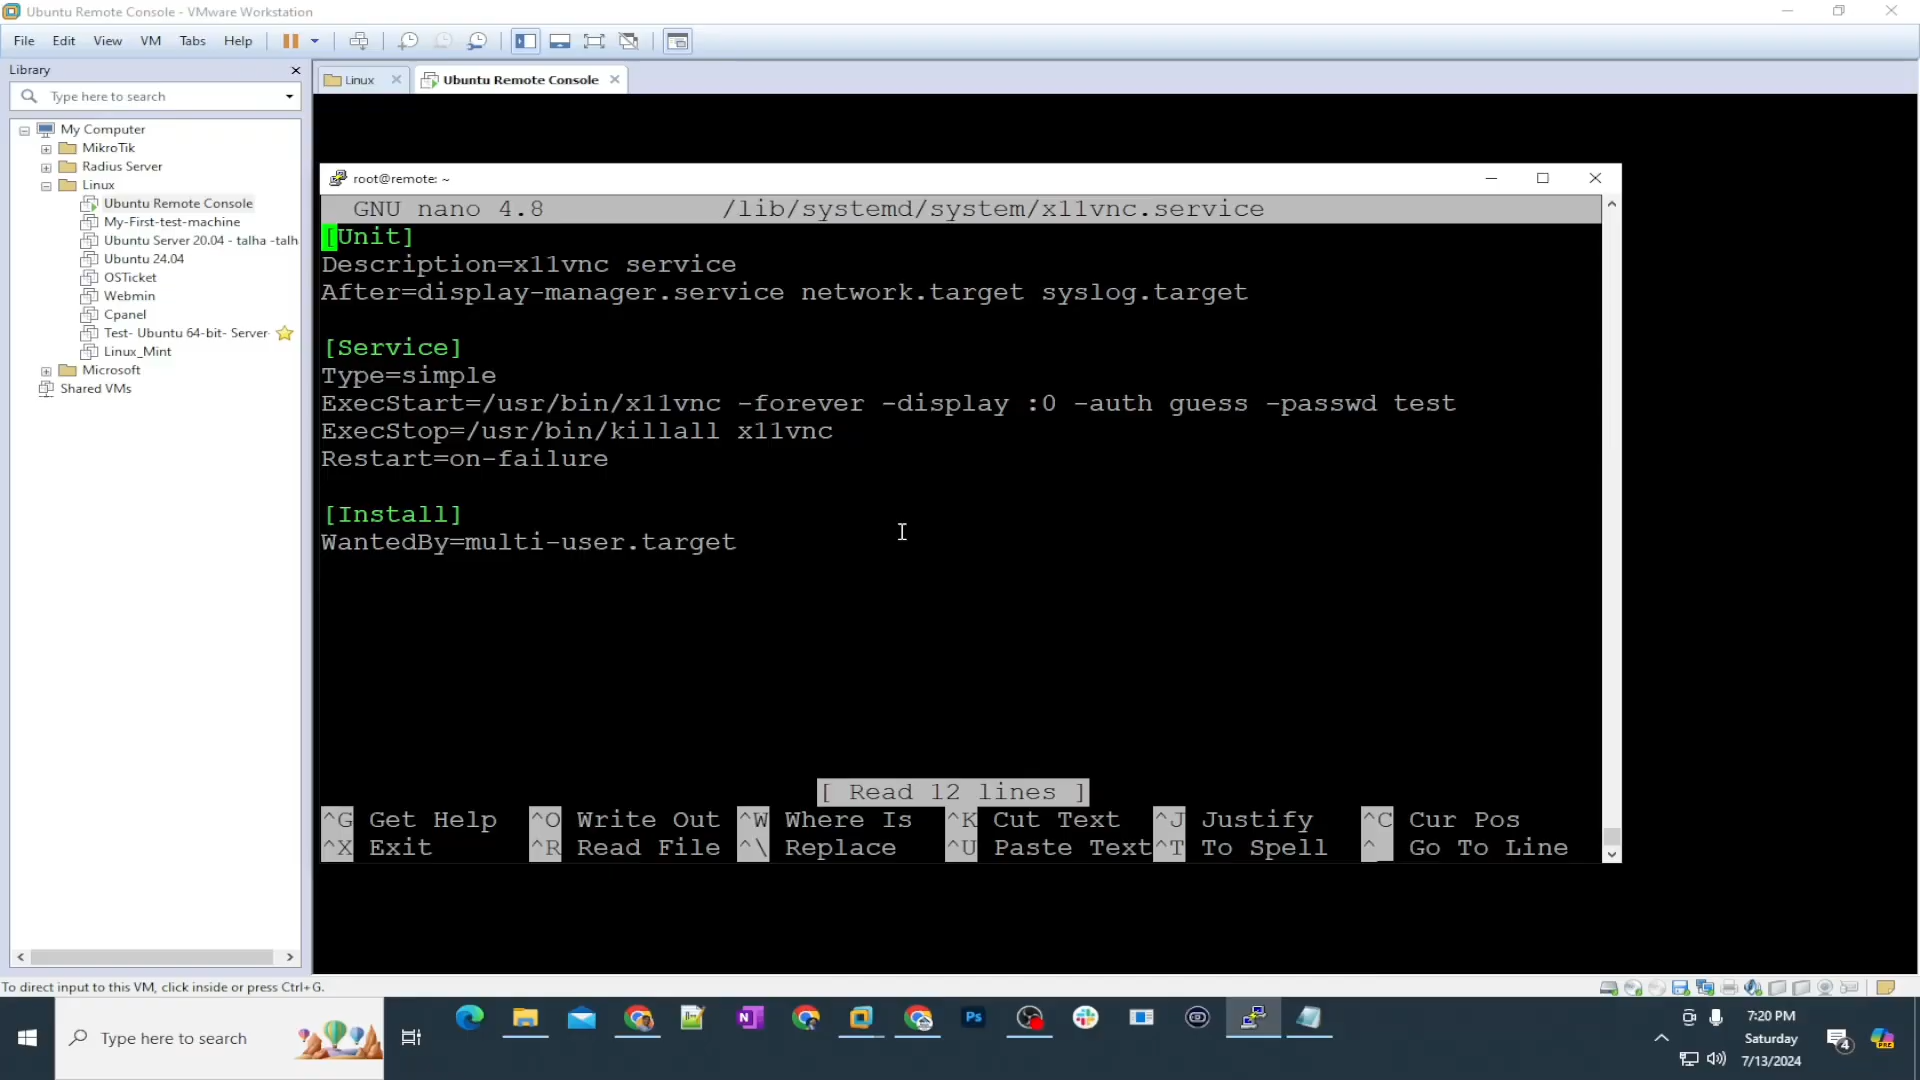 Ubuntu Remote Console - VMware Workstation
File Edit View VM Tabs Help
Library
Type here to search
My Computer
MikroTik
Radius Server
Linux
Ubuntu Remote Console
My-First-test-machine
Ubuntu Server 20.04 - talha -talh
Ubuntu 24.04
OSTicket
Webmin
Cpanel
Test- Ubuntu 64-bit- Server-
Linux_Mint
Microsoft
Shared VMs
Linux
Ubuntu Remote Console
root@remote: ~
GNU nano 4.8 /lib/systemd/system/x11vnc.service
[Unit]
Description=x11vnc service
After=display-manager.service network.target syslog.target
[Service]
Type=simple
ExecStart=/usr/bin/x11vnc -forever -display :0 -auth guess -passwd test
ExecStop=/usr/bin/killall x11vnc
Restart=on-failure
[Install]
WantedBy=multi-user.target
[ Read 12 lines ]
^G Get Help ^O Write Out ^W Where Is ^K Cut Text ^J Justify ^C Cur Pos
^X Exit ^R Read File ^\ Replace ^U Paste Text ^T To Spell ^_ Go To Line
To direct input to this VM, click inside or press Ctrl+G.
Type here to search
Ps
N
7:20 PM
Saturday
7/13/2024
4
PRE